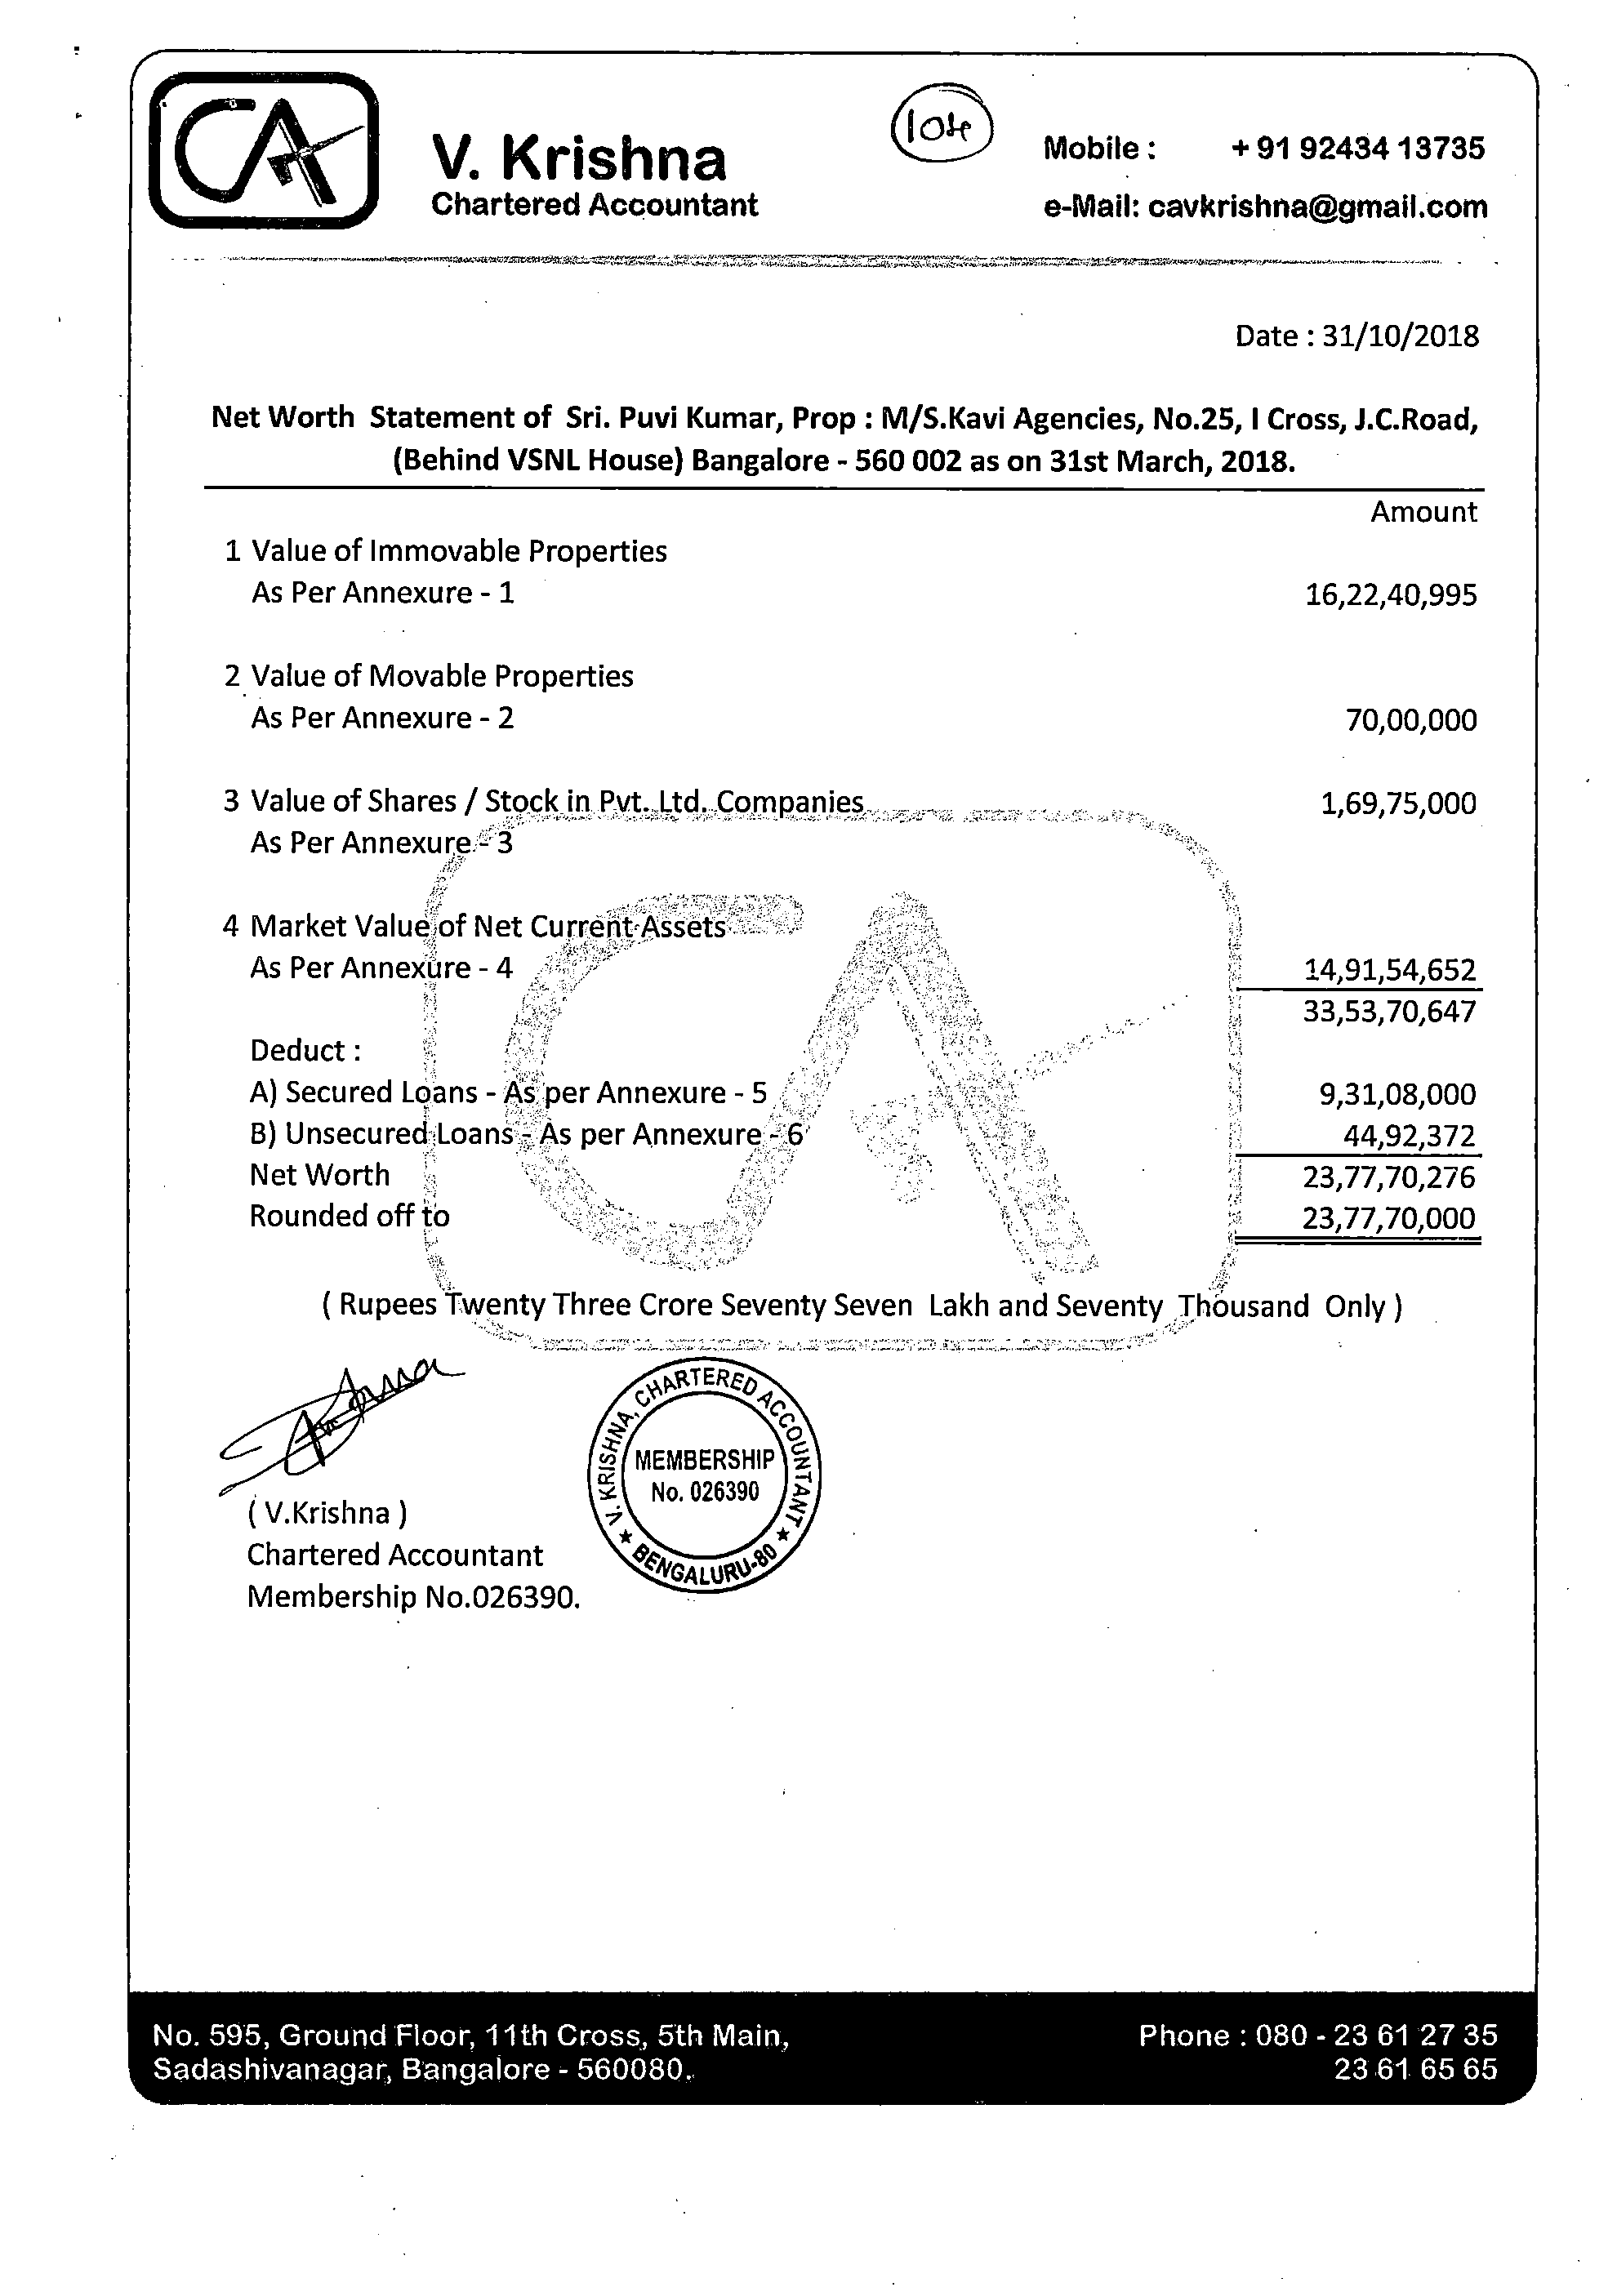 CA
V. Krishna
Chartered Accountant
104
Mobile : + 91 92434 13735
e-Mail: cavkrishna@gmail.com
Date : 31/10/2018
Net Worth Statement of Sri. Puvi Kumar, Prop : M/S.Kavi Agencies, No.25, I Cross, J.C.Road,
(Behind VSNL House) Bangalore - 560 002 as on 31st March, 2018.
Amount
1 Value of Immovable Properties
As Per Annexure - 1 16,22,40,995
2 Value of Movable Properties
As Per Annexure - 2 70,00,000
3 Value of Shares / Stock in Pvt. Ltd. Companies 1,69,75,000
As Per Annexure - 3
4 Market Value of Net Current Assets
As Per Annexure - 4 14,91,54,652
33,53,70,647
Deduct :
A) Secured Loans - As per Annexure - 5 9,31,08,000
B) Unsecured Loans - As per Annexure - 6 44,92,372
Net Worth 23,77,70,276
Rounded off to 23,77,70,000
( Rupees Twenty Three Crore Seventy Seven Lakh and Seventy Thousand Only )
V. KRISHNA, CHARTERED ACCOUNTANT
MEMBERSHIP
No. 026390
★ BENGALURU-80 ★
( V.Krishna )
Chartered Accountant
Membership No.026390.
No. 595, Ground Floor, 11th Cross, 5th Main,
Sadashivanagar, Bangalore - 560080.
Phone : 080 - 23 61 27 35
23 61 65 65